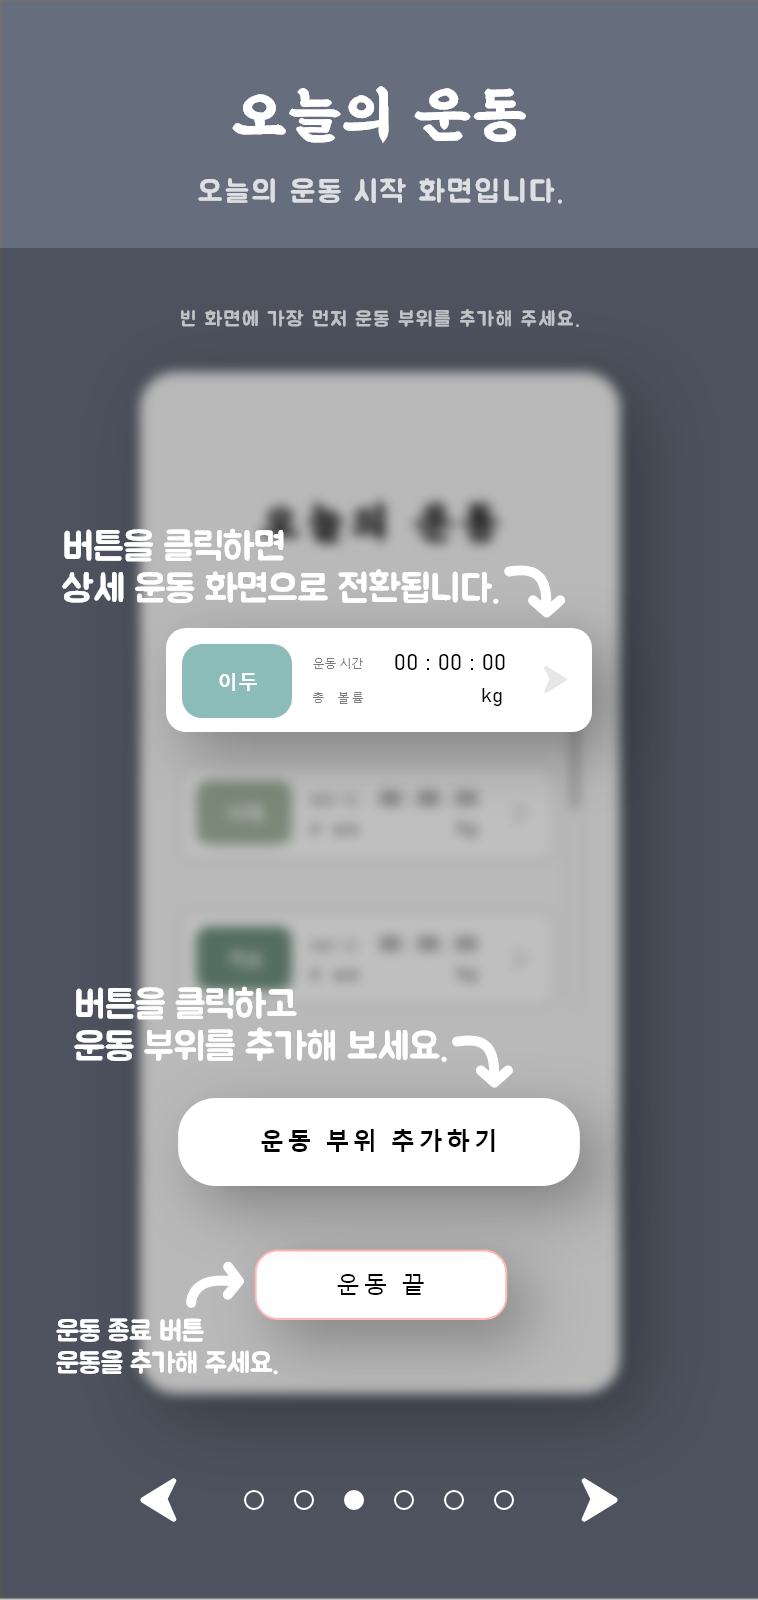 오늘의 운동
오늘의 운동 시작 화면입니다.
빈 화면에 가장 먼저 운동 부위를 추가해 주세요.
오늘의 운동
버튼을 클릭하면
상세 운동 화면으로 전환됩니다.
이두
운동 시간 00 : 00 : 00
총 볼륨 kg
버튼을 클릭하고
운동 부위를 추가해 보세요.
운동 부위 추가하기
운동 끝
운동 종료 버튼
운동을 추가해 주세요.